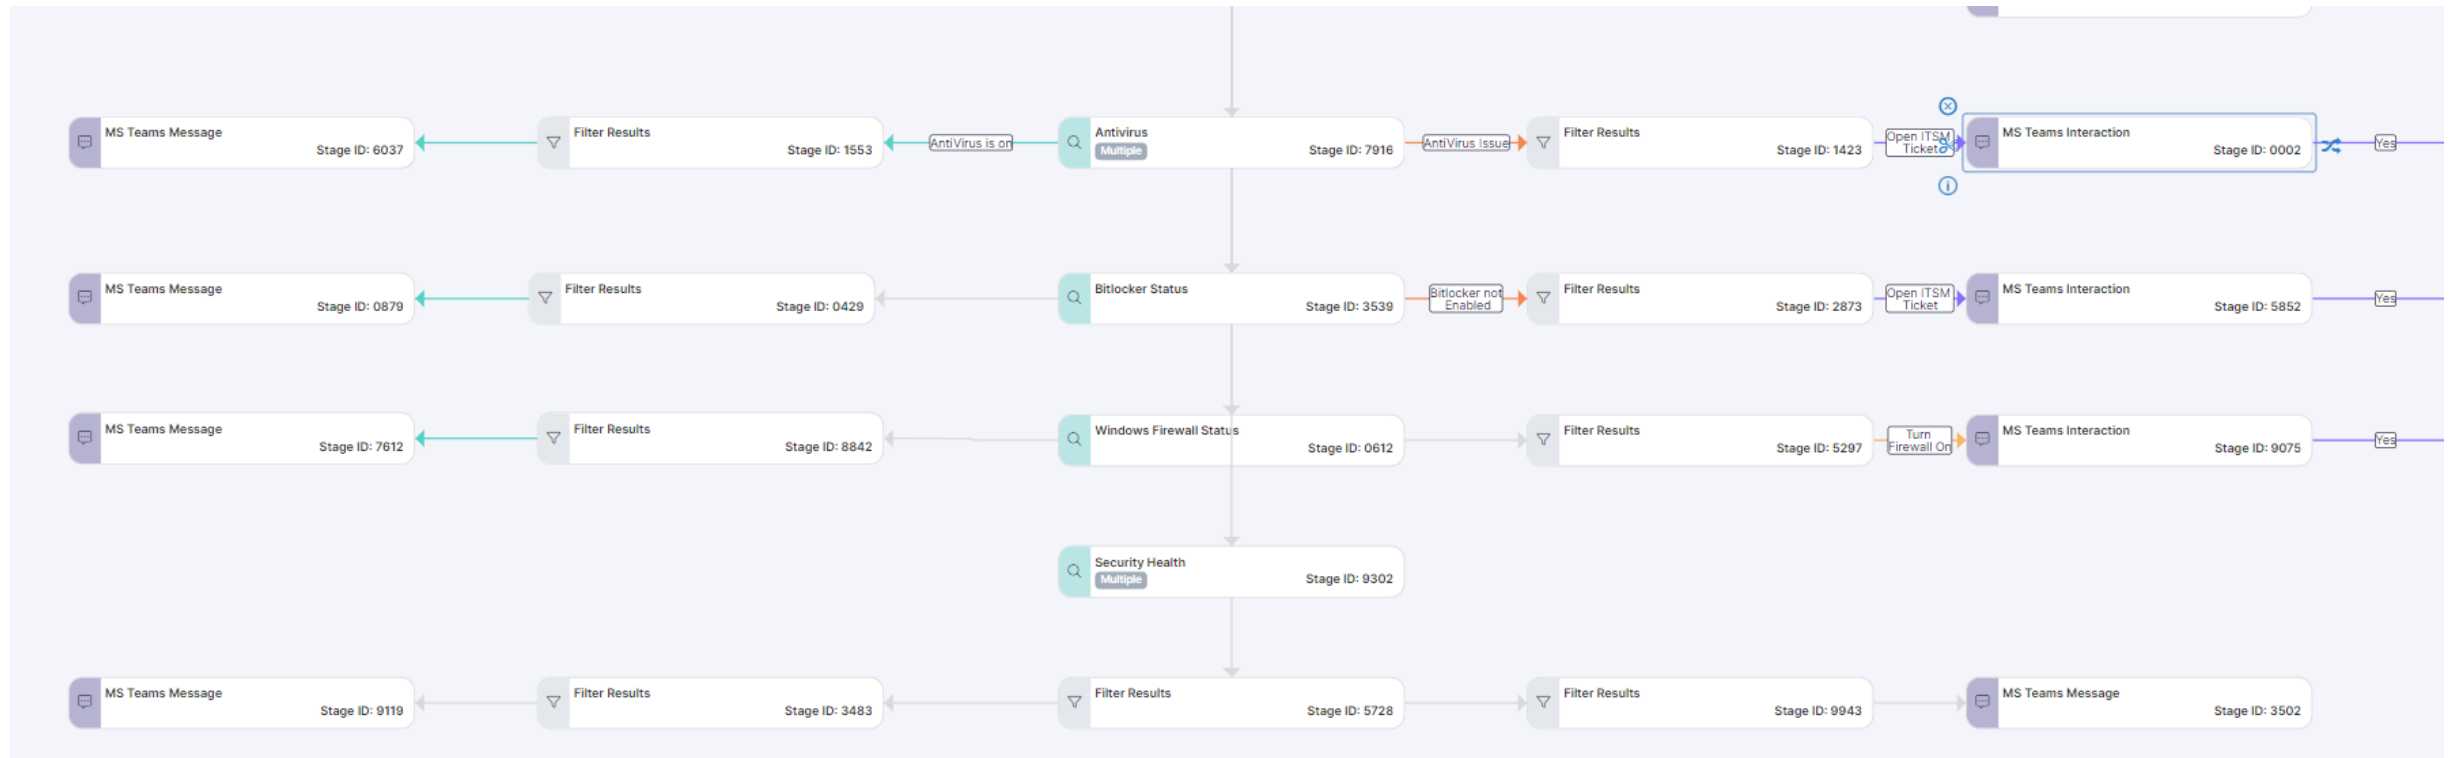 MS Teams Message
Stage ID: 6037
Filter Results
Stage ID: 1553
AntiVirus is on
Antivirus
Multiple
Stage ID: 7916
AntiVirus Issue
Filter Results
Stage ID: 1423
Open ITSM
Ticket
MS Teams Interaction
Stage ID: 0002
Yes
MS Teams Message
Stage ID: 0879
Filter Results
Stage ID: 0429
Bitlocker Status
Stage ID: 3539
Bitlocker not
Enabled
Filter Results
Stage ID: 2873
Open ITSM
Ticket
MS Teams Interaction
Stage ID: 5852
Yes
MS Teams Message
Stage ID: 7612
Filter Results
Stage ID: 8842
Windows Firewall Status
Stage ID: 0612
Filter Results
Stage ID: 5297
Turn
Firewall On
MS Teams Interaction
Stage ID: 9075
Yes
Security Health
Multiple
Stage ID: 9302
MS Teams Message
Stage ID: 9119
Filter Results
Stage ID: 3483
Filter Results
Stage ID: 5728
Filter Results
Stage ID: 9943
MS Teams Message
Stage ID: 3502